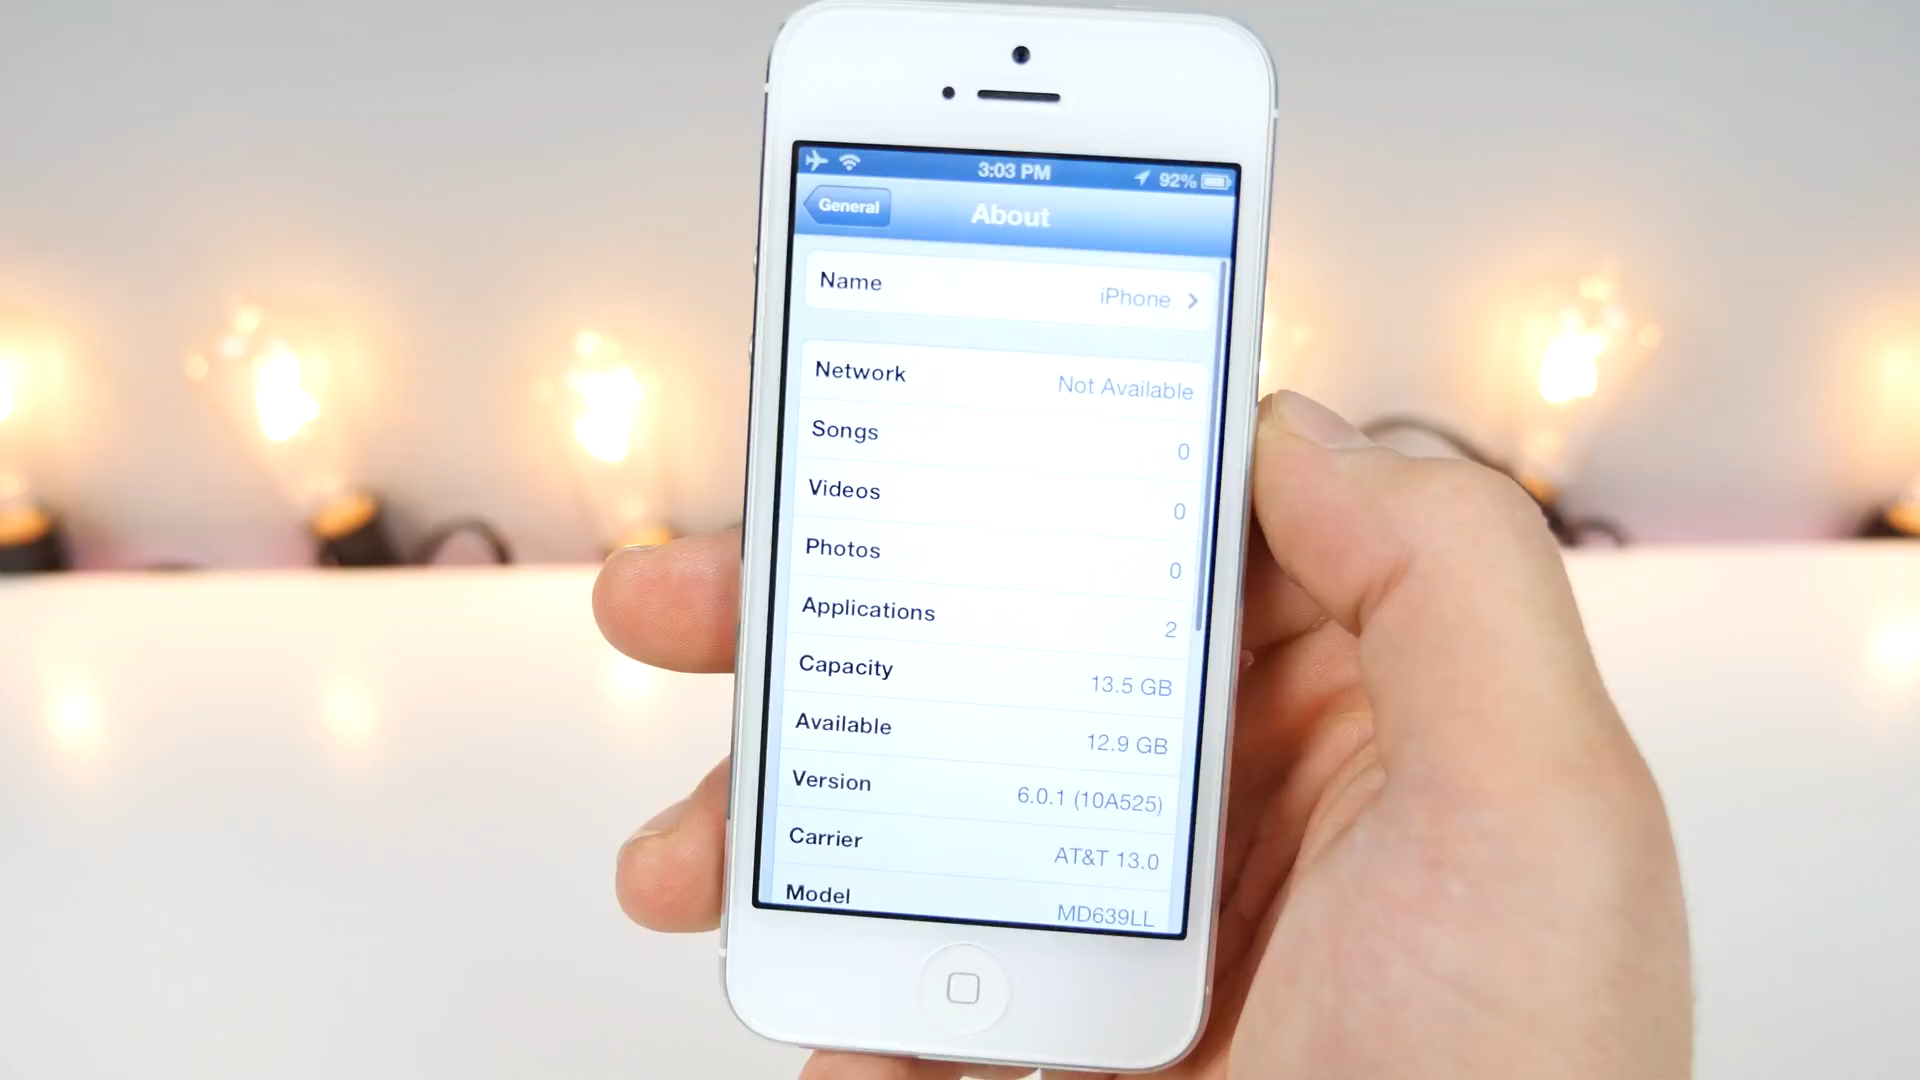 3:03 PM 92%
General About
Name iPhone
Network Not Available
Songs 0
Videos 0
Photos 0
Applications 2
Capacity 13.5 GB
Available 12.9 GB
Version 6.0.1 (10A525)
Carrier AT&T 13.0
Model MD639LL